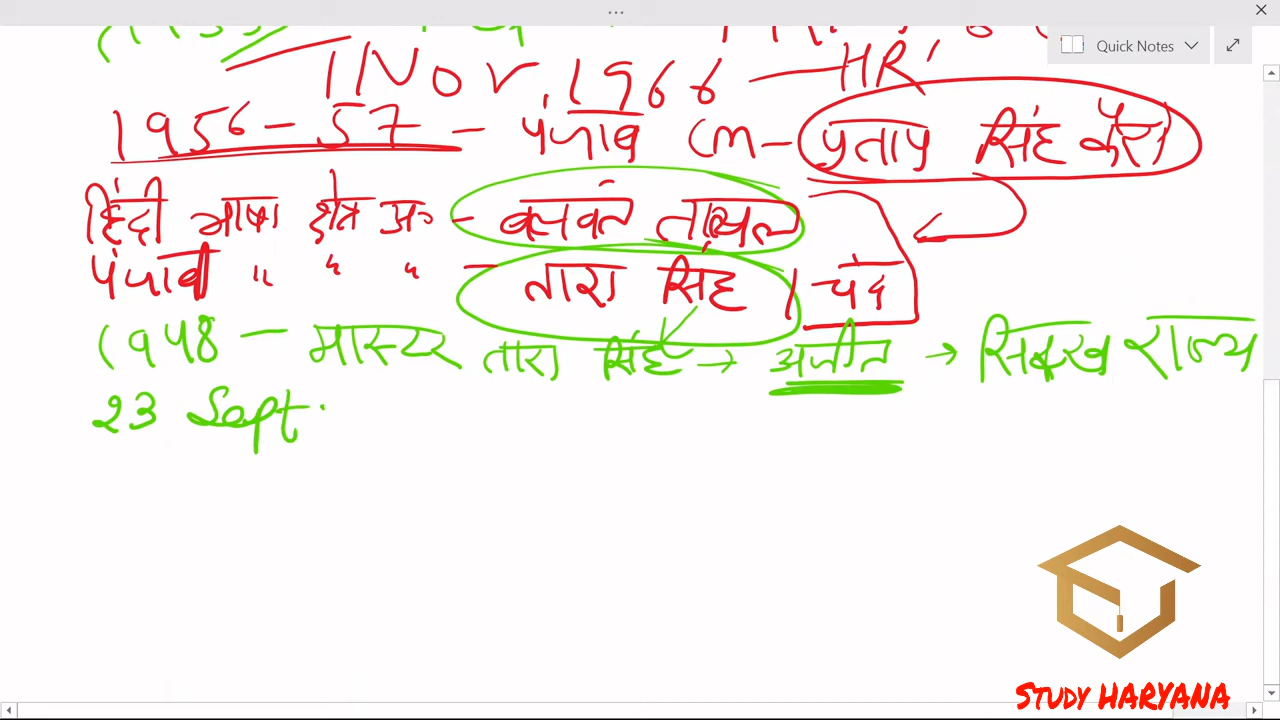 Quick Notes
1 Nov. 1966 — HR'
1956 - 57 - पंजाब CM - प्रताप सिंह कैरों
हिंदी भाषा क्षेत्र अ० - बलवंत तायल
पंजाबी " " " - तारा सिंह / चंद
1948 - मास्टर तारा सिंह → अजीत → सिक्ख राज्य
23 Sept.
STUDY HARYANA